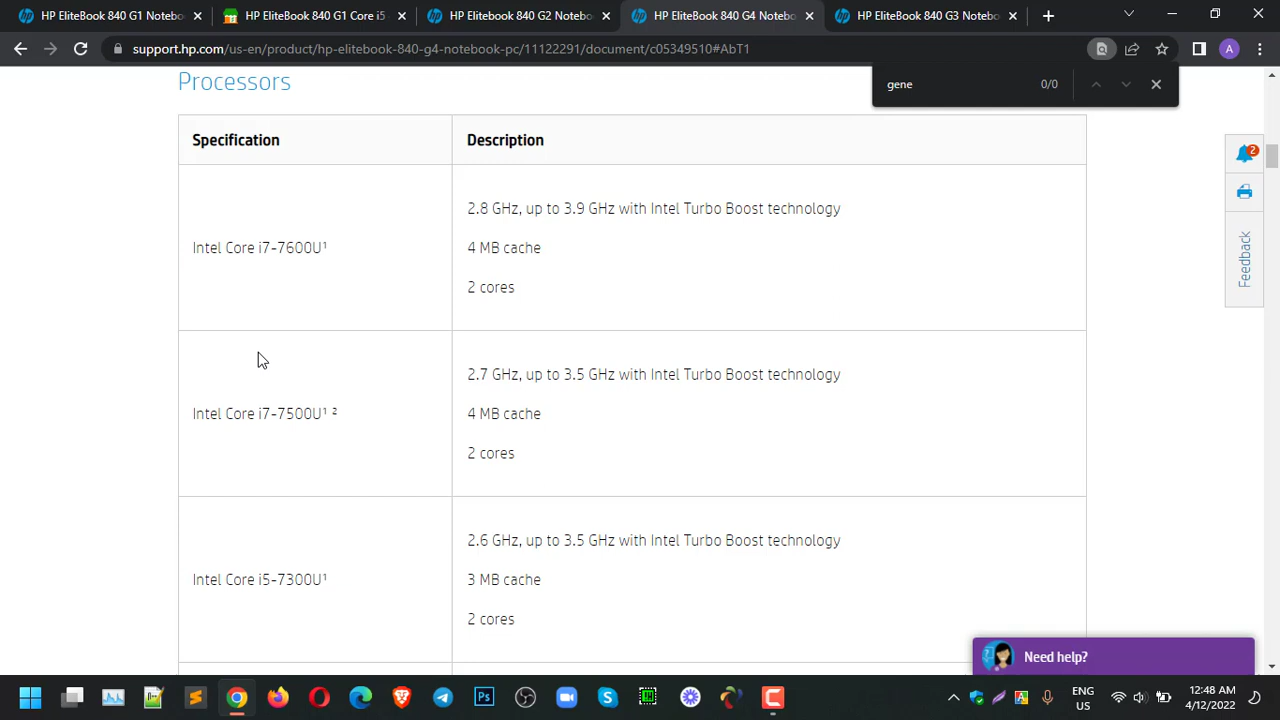 HP EliteBook 840 G1 Notebo
HP EliteBook 840 G1 Core i5
HP Elitebook 840 G2 Notebo
HP EliteBook 840 G4 Notebo
HP EliteBook 840 G3 Notebo
support.hp.com/us-en/product/hp-elitebook-840-g4-notebook-pc/11122291/document/c05349510#AbT1
A
gene 0/0
Processors
Specification Description
2.8 GHz, up to 3.9 GHz with Intel Turbo Boost technology
Intel Core i7-7600U¹ 4 MB cache
2 cores
2.7 GHz, up to 3.5 GHz with Intel Turbo Boost technology
Intel Core i7-7500U¹ ² 4 MB cache
2 cores
2.6 GHz, up to 3.5 GHz with Intel Turbo Boost technology
Intel Core i5-7300U¹ 3 MB cache
2 cores
2
Feedback
Need help?
ENG
US
12:48 AM
4/12/2022